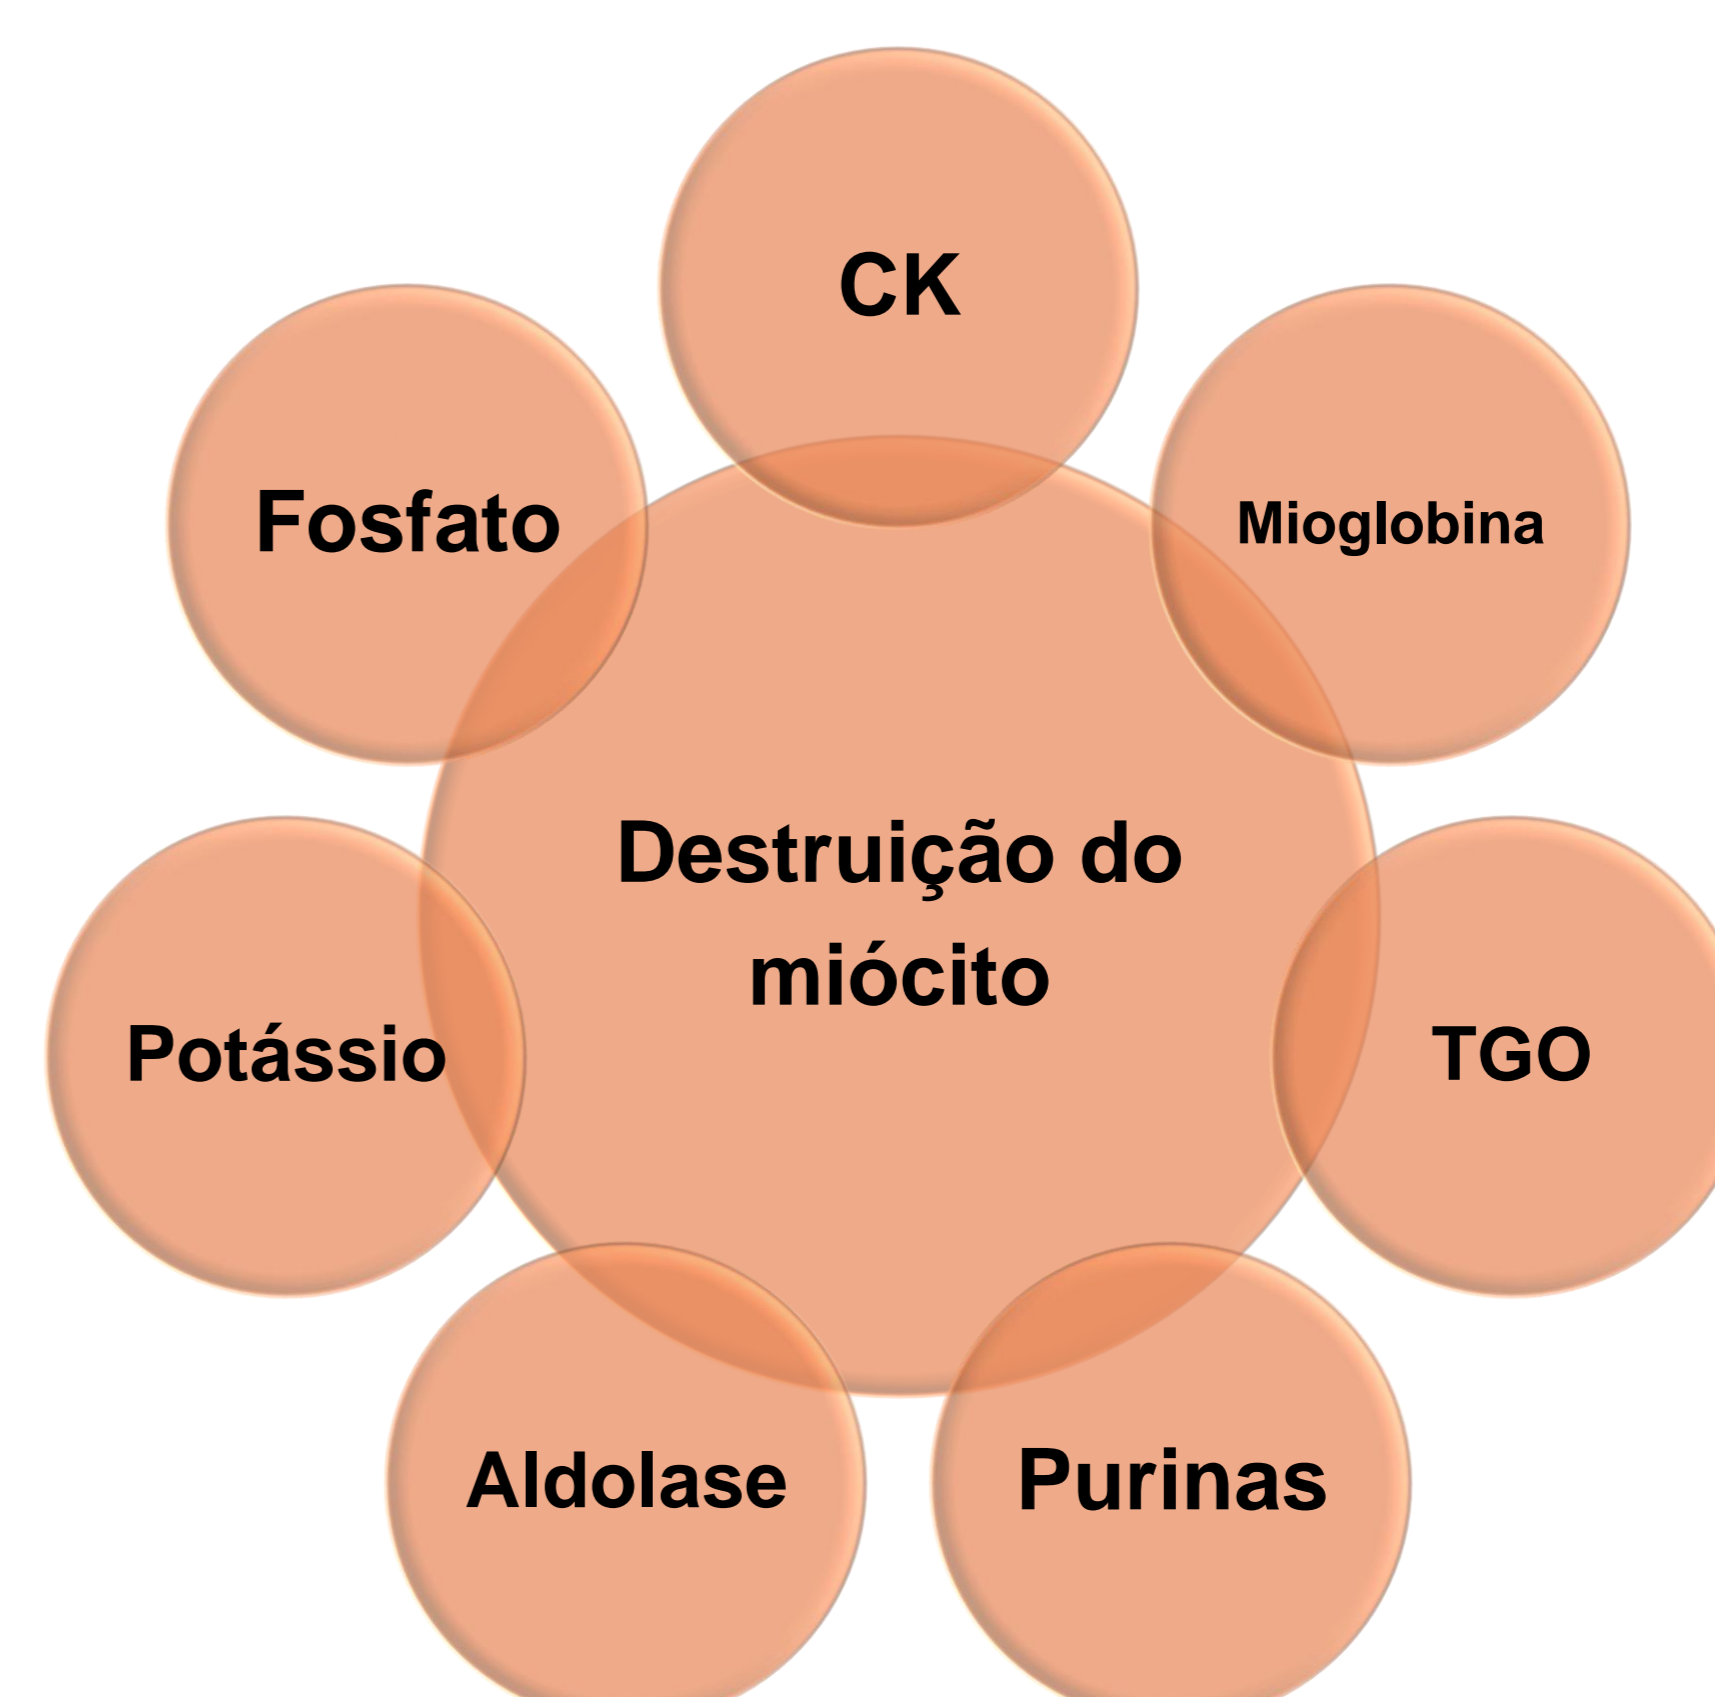 CK
Fosfato
Mioglobina
Destruição do
miócito
Potássio
TGO
Aldolase
Purinas